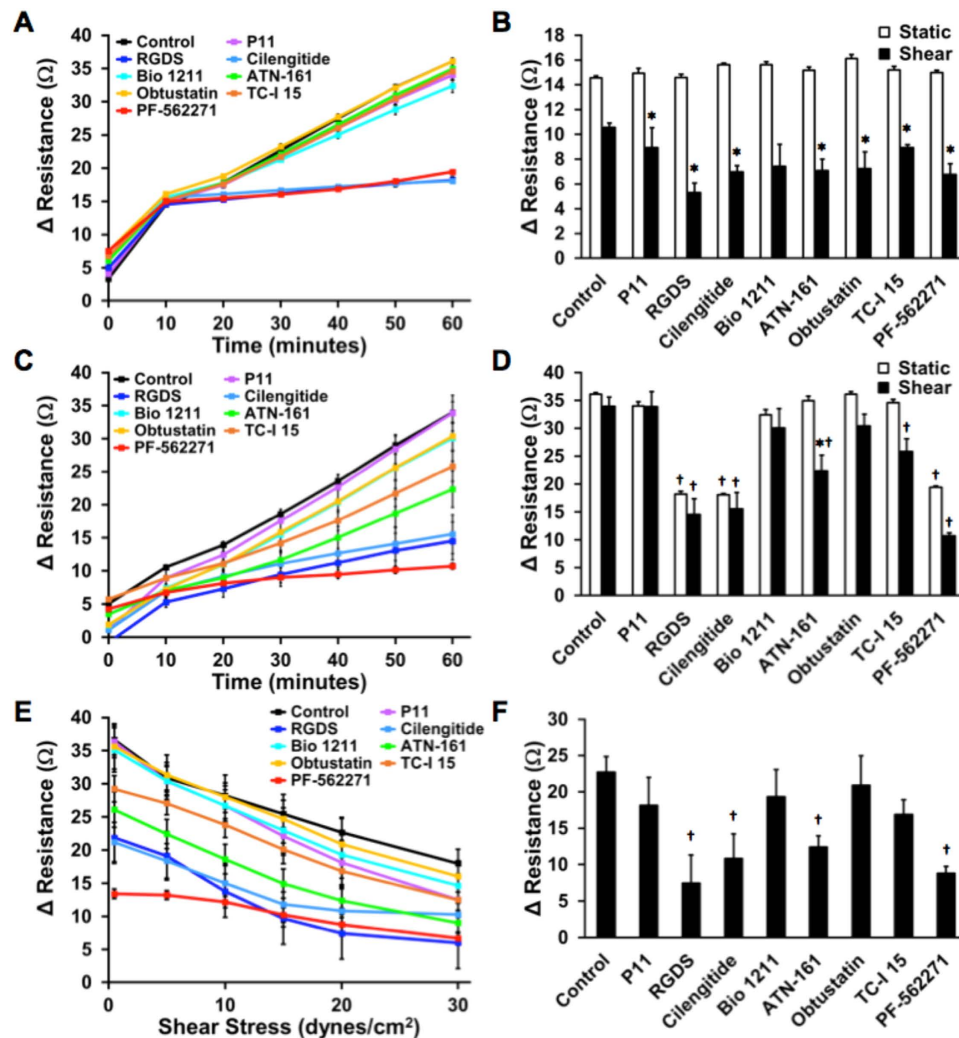 A
40
35
30
25
20
15
10
5
0
Δ Resistance (Ω)
Control
RGDS
Bio 1211
Obtustatin
PF-562271
P11
Cilengitide
ATN-161
TC-I 15
0 10 20 30 40 50 60
Time (minutes)
B
18
16
14
12
10
8
6
4
2
0
Δ Resistance (Ω)
Static
Shear
* * * * * * *
Control P11 RGDS Cilengitide Bio 1211 ATN-161 Obtustatin TC-I 15 PF-562271
C
40
35
30
25
20
15
10
5
0
Δ Resistance (Ω)
Control
RGDS
Bio 1211
Obtustatin
PF-562271
P11
Cilengitide
ATN-161
TC-I 15
0 10 20 30 40 50 60
Time (minutes)
D
40
35
30
25
20
15
10
5
0
Δ Resistance (Ω)
Static
Shear
† † † † *† † † †
Control P11 RGDS Cilengitide Bio 1211 ATN-161 Obtustatin TC-I 15 PF-562271
E
40
35
30
25
20
15
10
5
0
Δ Resistance (Ω)
Control
RGDS
Bio 1211
Obtustatin
PF-562271
P11
Cilengitide
ATN-161
TC-I 15
0 10 20 30
Shear Stress (dynes/cm²)
F
30
25
20
15
10
5
0
Δ Resistance (Ω)
† † † †
Control P11 RGDS Cilengitide Bio 1211 ATN-161 Obtustatin TC-I 15 PF-562271